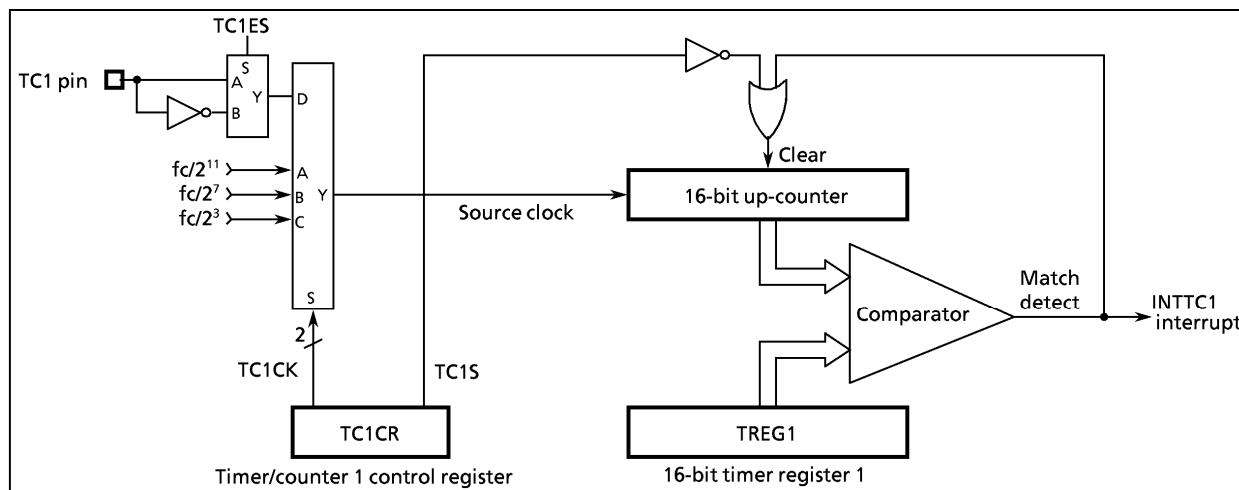 TC1ES
TC1 pin
S
A
Y
B
D
fc/2¹¹
A
fc/2⁷
B
Y
fc/2³
C
S
2
TC1CK
TC1S
Source clock
Clear
16-bit up-counter
Comparator
Match
detect
INTTC1
interrupt
TC1CR
TREG1
Timer/counter 1 control register
16-bit timer register 1